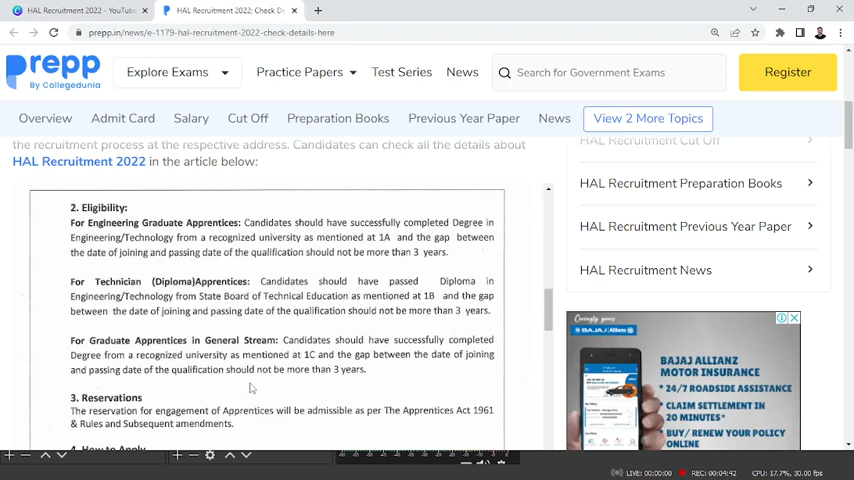 HAL Recruitment 2022 - YouTube
HAL Recruitment 2022: Check De
prepp.in/news/e-1179-hal-recruitment-2022-check-details-here
Prepp
By Collegedunia
Explore Exams
Practice Papers
Test Series
News
Search for Government Exams
Register
Overview
Admit Card
Salary
Cut Off
Preparation Books
Previous Year Paper
News
View 2 More Topics
the recruitment process at the respective address. Candidates can check all the details about
HAL Recruitment 2022 in the article below:
2. Eligibility:
For Engineering Graduate Apprentices: Candidates should have successfully completed Degree in
Engineering/Technology from a recognized university as mentioned at 1A and the gap between
the date of joining and passing date of the qualification should not be more than 3 years.
For Technician (Diploma)Apprentices: Candidates should have passed Diploma in
Engineering/Technology from State Board of Technical Education as mentioned at 1B and the gap
between the date of joining and passing date of the qualification should not be more than 3 years.
For Graduate Apprentices in General Stream: Candidates should have successfully completed
Degree from a recognized university as mentioned at 1C and the gap between the date of joining
and passing date of the qualification should not be more than 3 years.
3. Reservations
The reservation for engagement of Apprentices will be admissible as per The Apprentices Act 1961
& Rules and Subsequent amendments.
4. How to Apply
HAL Recruitment Cut Off
HAL Recruitment Preparation Books
HAL Recruitment Previous Year Paper
HAL Recruitment News
Caringly yours
BAJAJ Allianz
BAJAJ ALLIANZ
MOTOR INSURANCE
* 24/7 ROADSIDE ASSISTANCE
* CLAIM SETTLEMENT IN
20 MINUTES*
* BUY/ RENEW YOUR POLICY
ONLINE
LIVE: 00:00:00
REC: 00:04:42
CPU: 17.7%, 30.00 fps